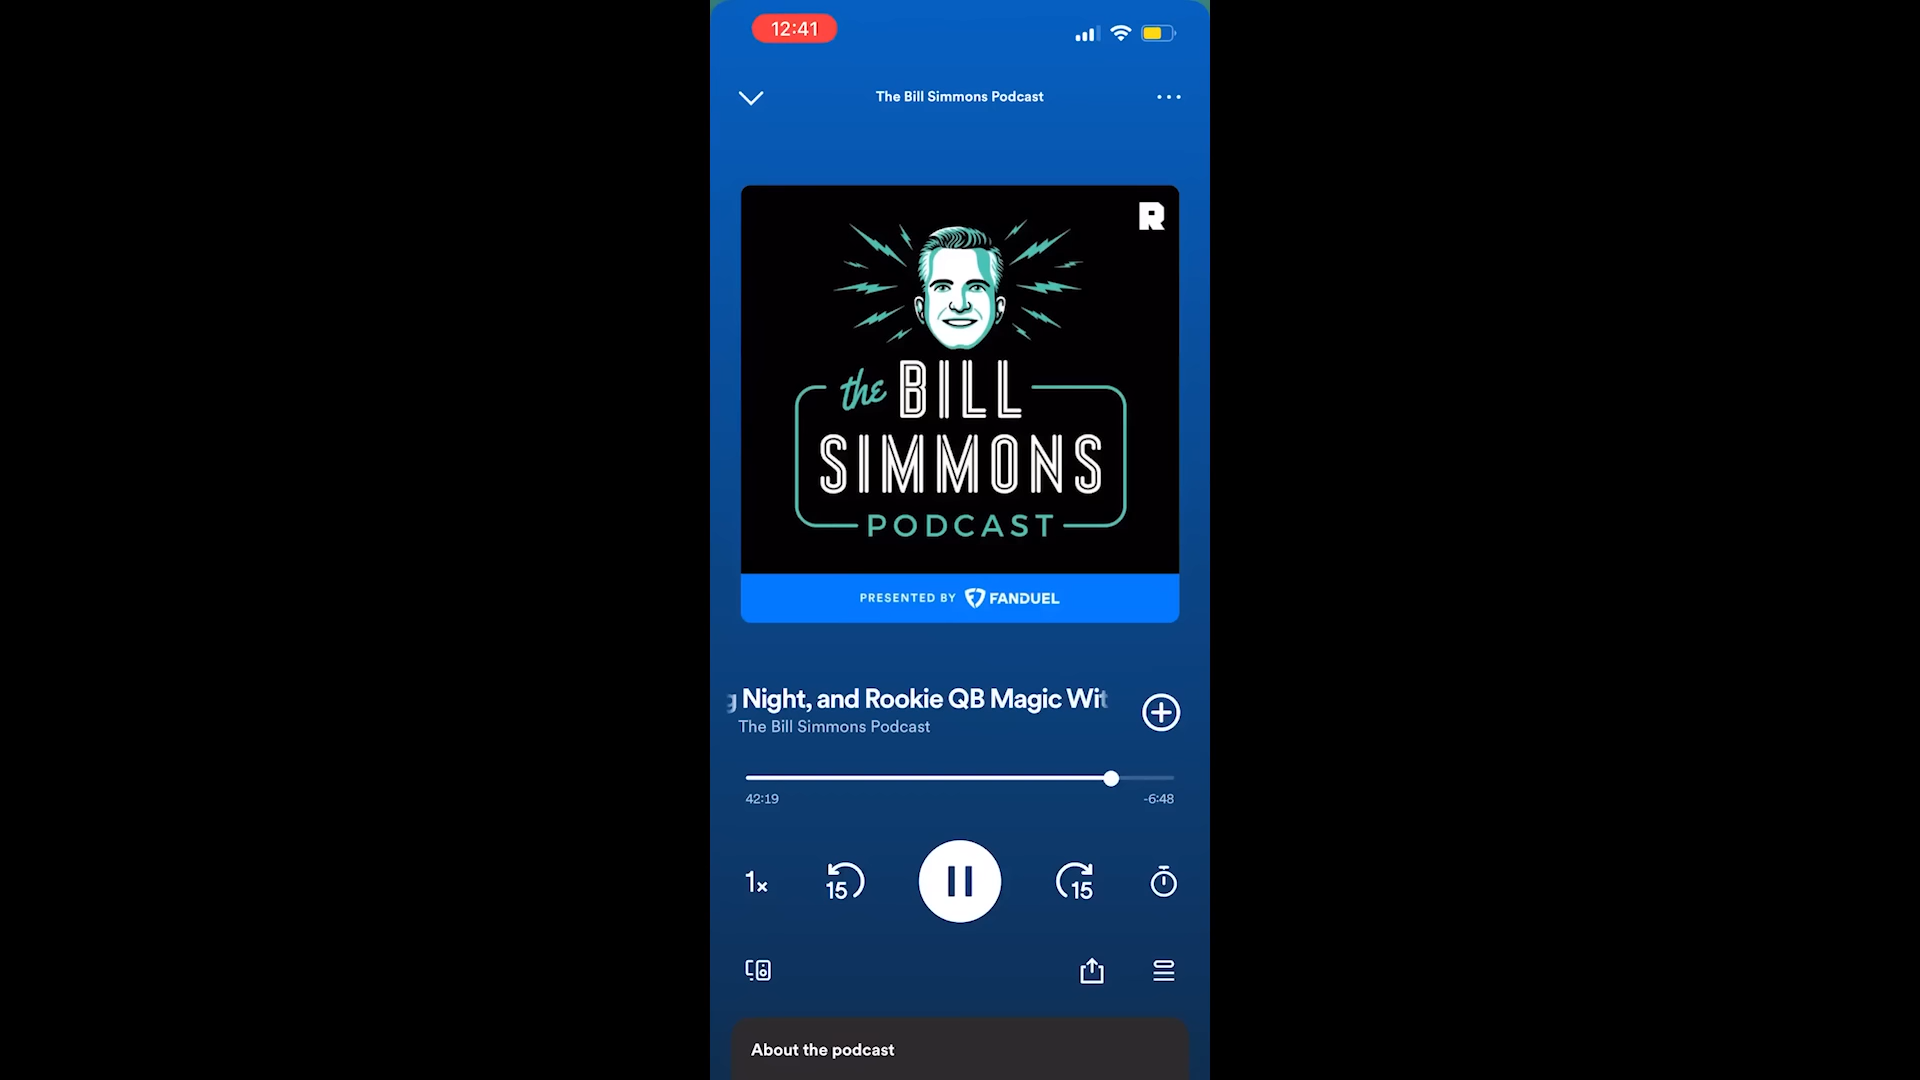 12:41
The Bill Simmons Podcast
R
the BILL
SIMMONS
PODCAST
PRESENTED BY FANDUEL
Night, and Rookie QB Magic Wit
The Bill Simmons Podcast
42:19
-6:48
1x
15
15
About the podcast